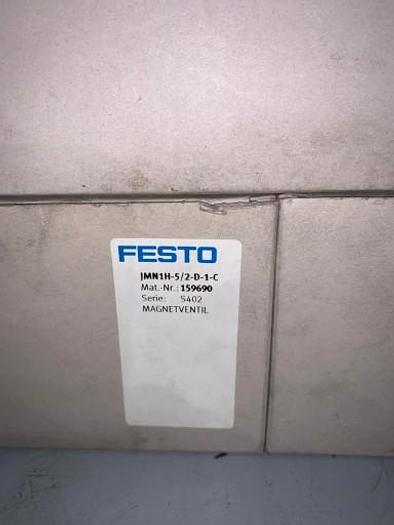 FESTO
JMN1H-5/2-D-1-C
Mat.-Nr.: 159690
Serie: S402
MAGNETVENTIL